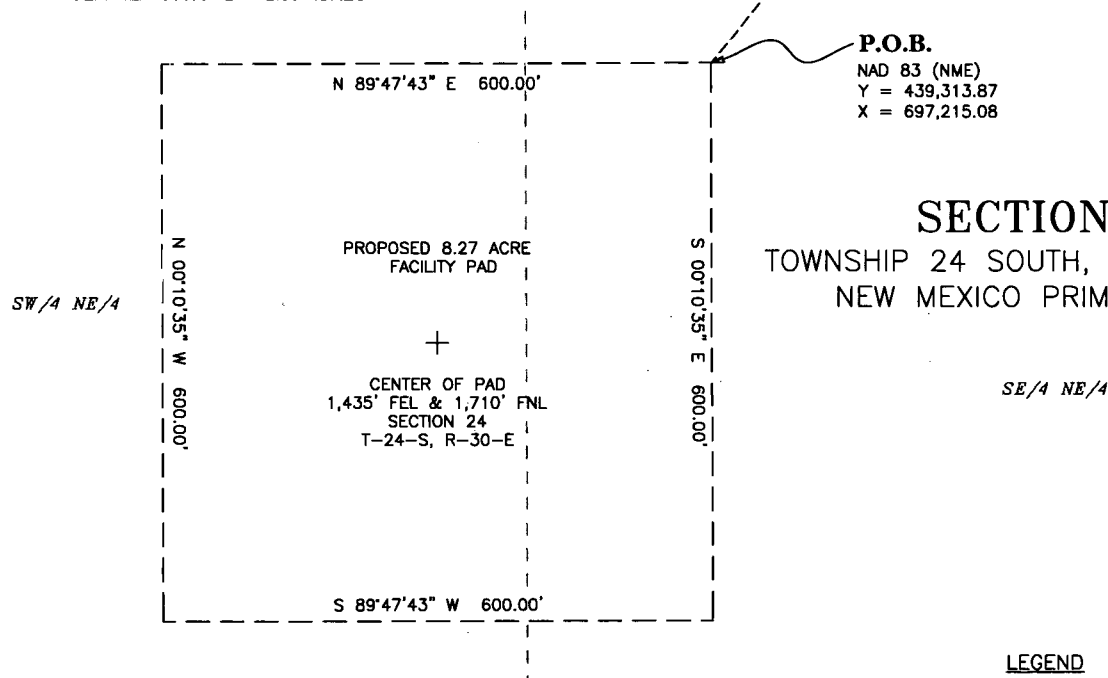 P.O.B.
NAD 83 (NME)
Y = 439,313.87
X = 697,215.08
N 89°47'43" E 600.00'
SECTION
TOWNSHIP 24 SOUTH,
NEW MEXICO PRIM
N 00°10'35" W 600.00'
PROPOSED 8.27 ACRE
FACILITY PAD
S 00°10'35" E 600.00'
SW/4 NE/4
SE/4 NE/4
CENTER OF PAD
1,435' FEL & 1,710' FNL
SECTION 24
T-24-S, R-30-E
S 89°47'43" W 600.00'
LEGEND